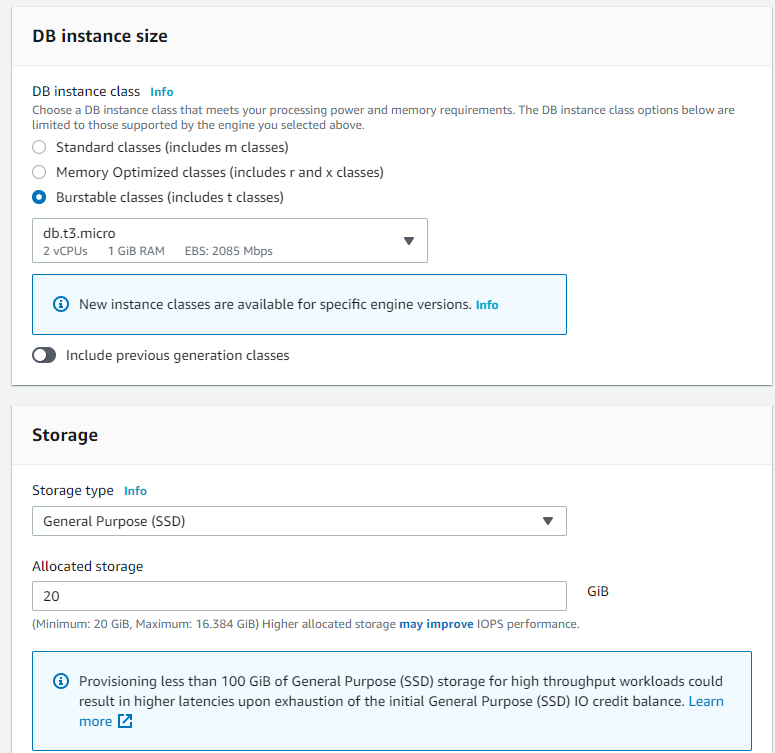 DB instance size
DB instance class Info
Choose a DB instance class that meets your processing power and memory requirements. The DB instance class options below are
limited to those supported by the engine you selected above.
Standard classes (includes m classes)
Memory Optimized classes (includes r and x classes)
Burstable classes (includes t classes)
db.t3.micro
2 vCPUs 1 GiB RAM EBS: 2085 Mbps
New instance classes are available for specific engine versions. Info
Include previous generation classes
Storage
Storage type Info
General Purpose (SSD)
Allocated storage
20 GiB
(Minimum: 20 GiB, Maximum: 16.384 GiB) Higher allocated storage may improve IOPS performance.
Provisioning less than 100 GiB of General Purpose (SSD) storage for high throughput workloads could
result in higher latencies upon exhaustion of the initial General Purpose (SSD) IO credit balance. Learn
more